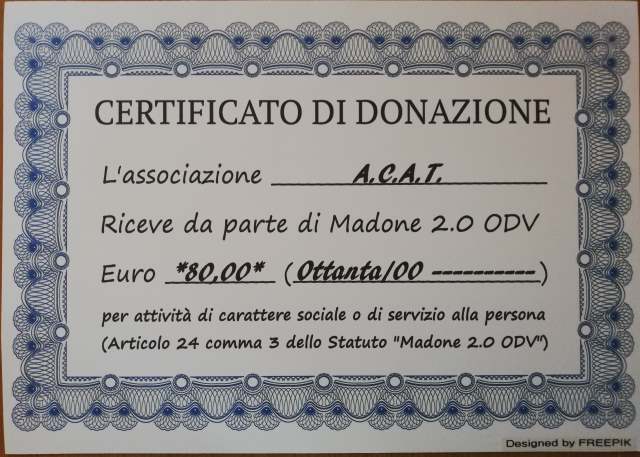 CERTIFICATO DI DONAZIONE
L'associazione A.C.A.T.
Riceve da parte di Madone 2.0 ODV
Euro *80,00* (Ottanta/00 ----------)
per attività di carattere sociale o di servizio alla persona
(Articolo 24 comma 3 dello Statuto "Madone 2.0 ODV")
Designed by FREEPIK